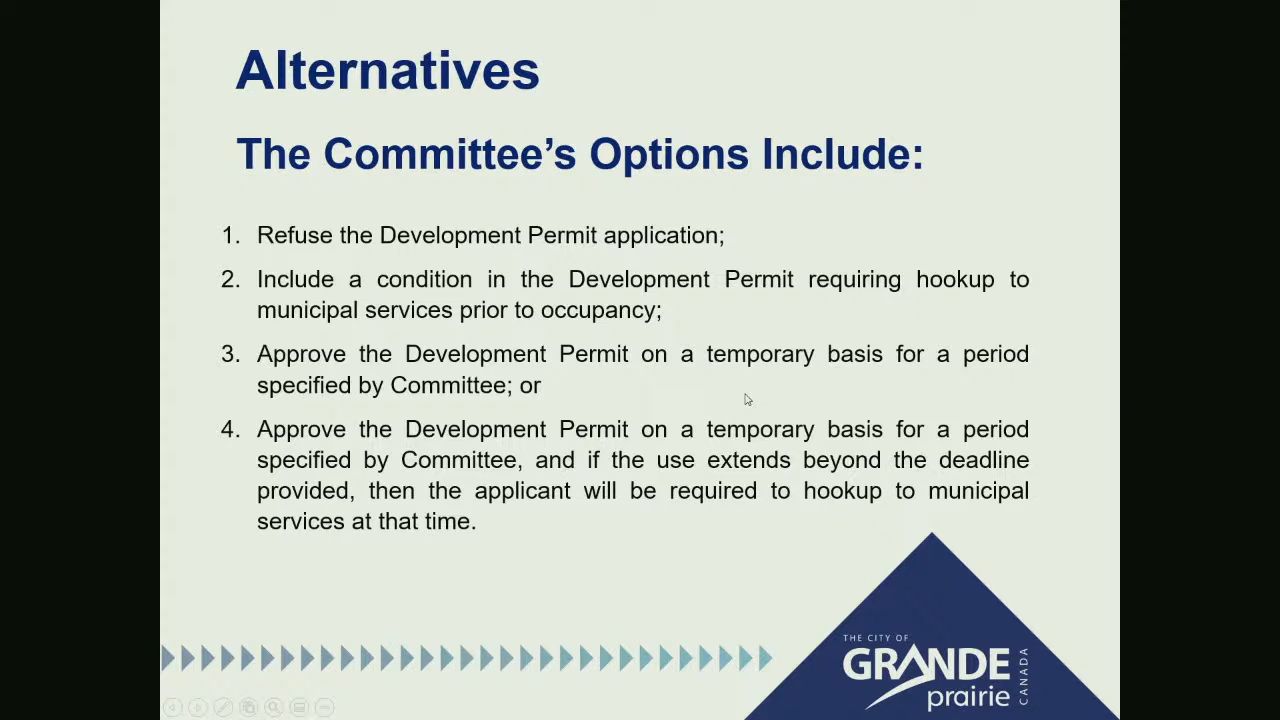 Alternatives
The Committee’s Options Include:
1. Refuse the Development Permit application;
2. Include a condition in the Development Permit requiring hookup to
municipal services prior to occupancy;
3. Approve the Development Permit on a temporary basis for a period
specified by Committee; or
4. Approve the Development Permit on a temporary basis for a period
specified by Committee, and if the use extends beyond the deadline
provided, then the applicant will be required to hookup to municipal
services at that time.
THE CITY OF
GRANDE
prairie
CANADA